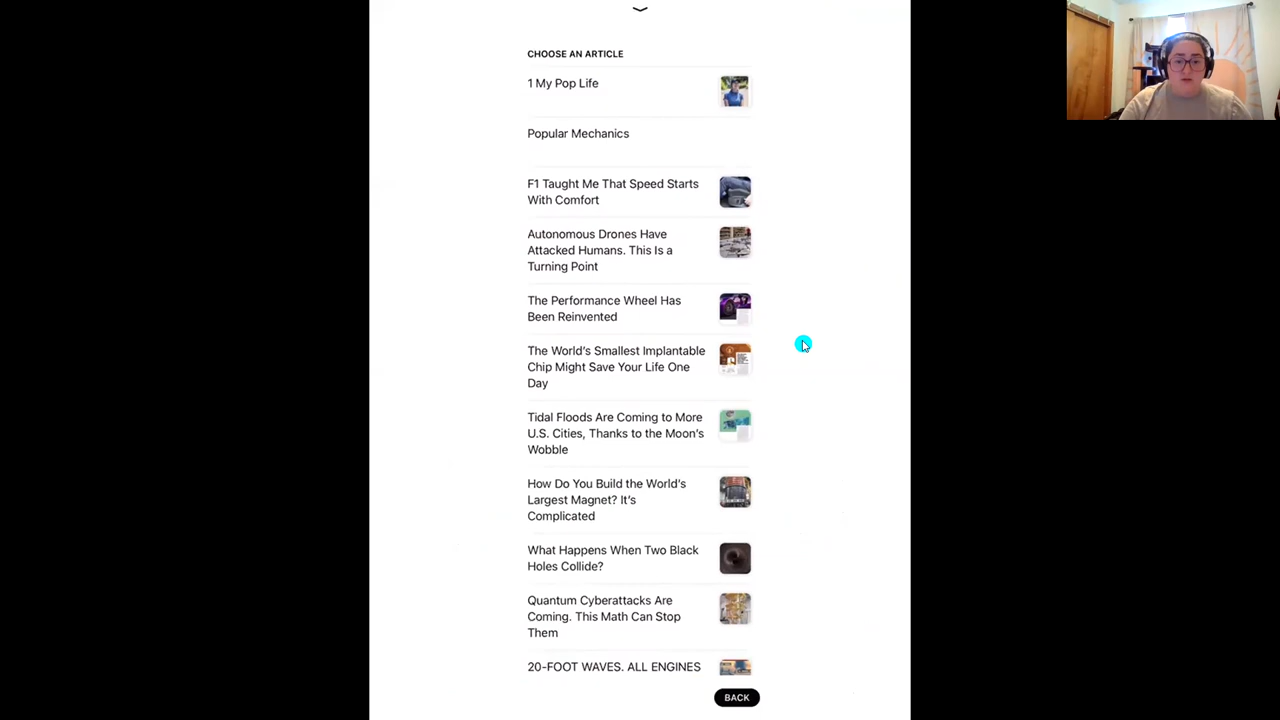 CHOOSE AN ARTICLE
1 My Pop Life
Popular Mechanics
F1 Taught Me That Speed Starts
With Comfort
Autonomous Drones Have
Attacked Humans. This Is a
Turning Point
The Performance Wheel Has
Been Reinvented
The World’s Smallest Implantable
Chip Might Save Your Life One
Day
Tidal Floods Are Coming to More
U.S. Cities, Thanks to the Moon’s
Wobble
How Do You Build the World’s
Largest Magnet? It’s
Complicated
What Happens When Two Black
Holes Collide?
Quantum Cyberattacks Are
Coming. This Math Can Stop
Them
20-FOOT WAVES. ALL ENGINES
BACK